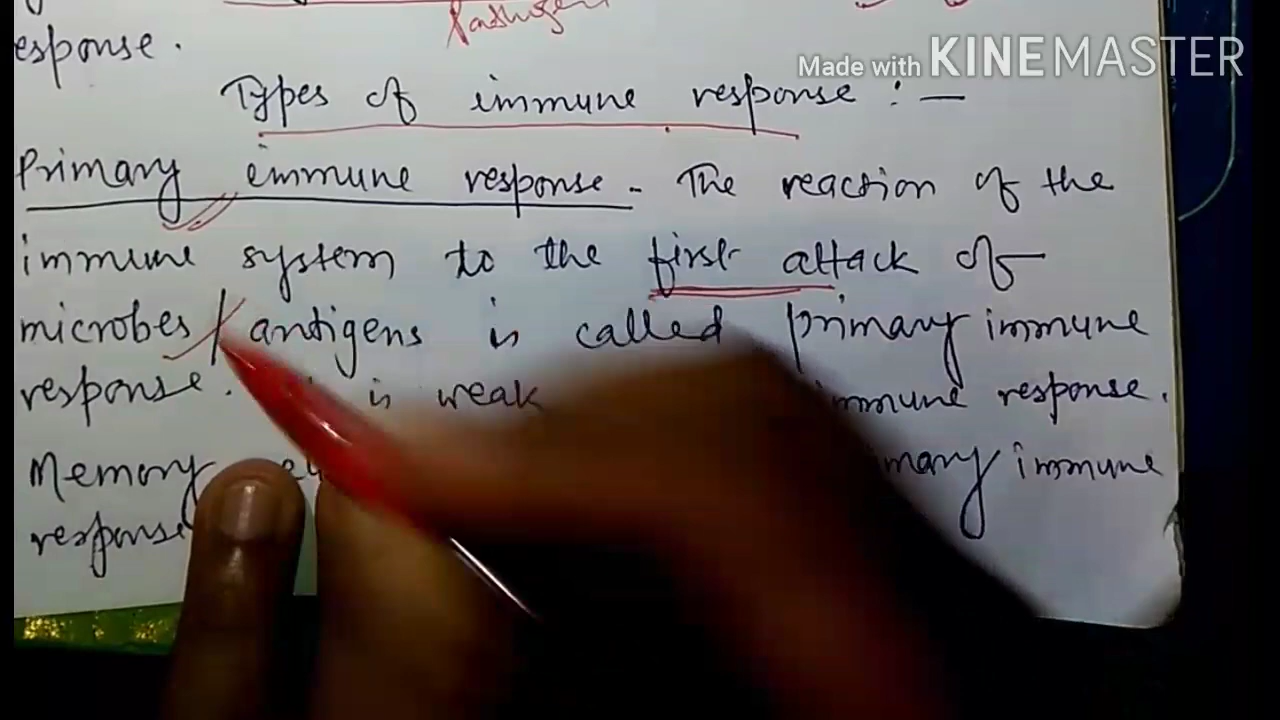 Pathogen
esponse.
Made with KINEMASTER
Types of immune response : —
Primary immune response - The reaction of the
immune system to the first attack of
microbes / antigens is called primary immune
response. is weak immune response.
Memory immune
response